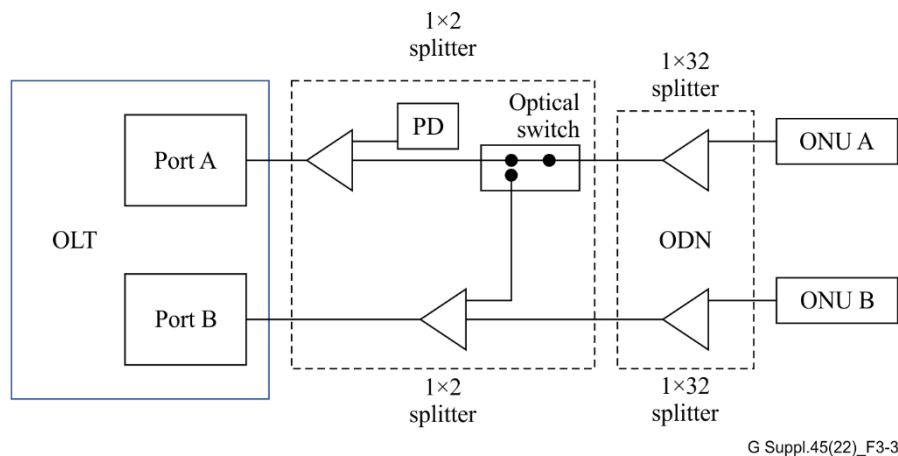 1×2
splitter
1×32
splitter
Optical
switch
PD
Port A
ONU A
OLT
ODN
Port B
ONU B
1×2
splitter
1×32
splitter
G Suppl.45(22)_F3-3